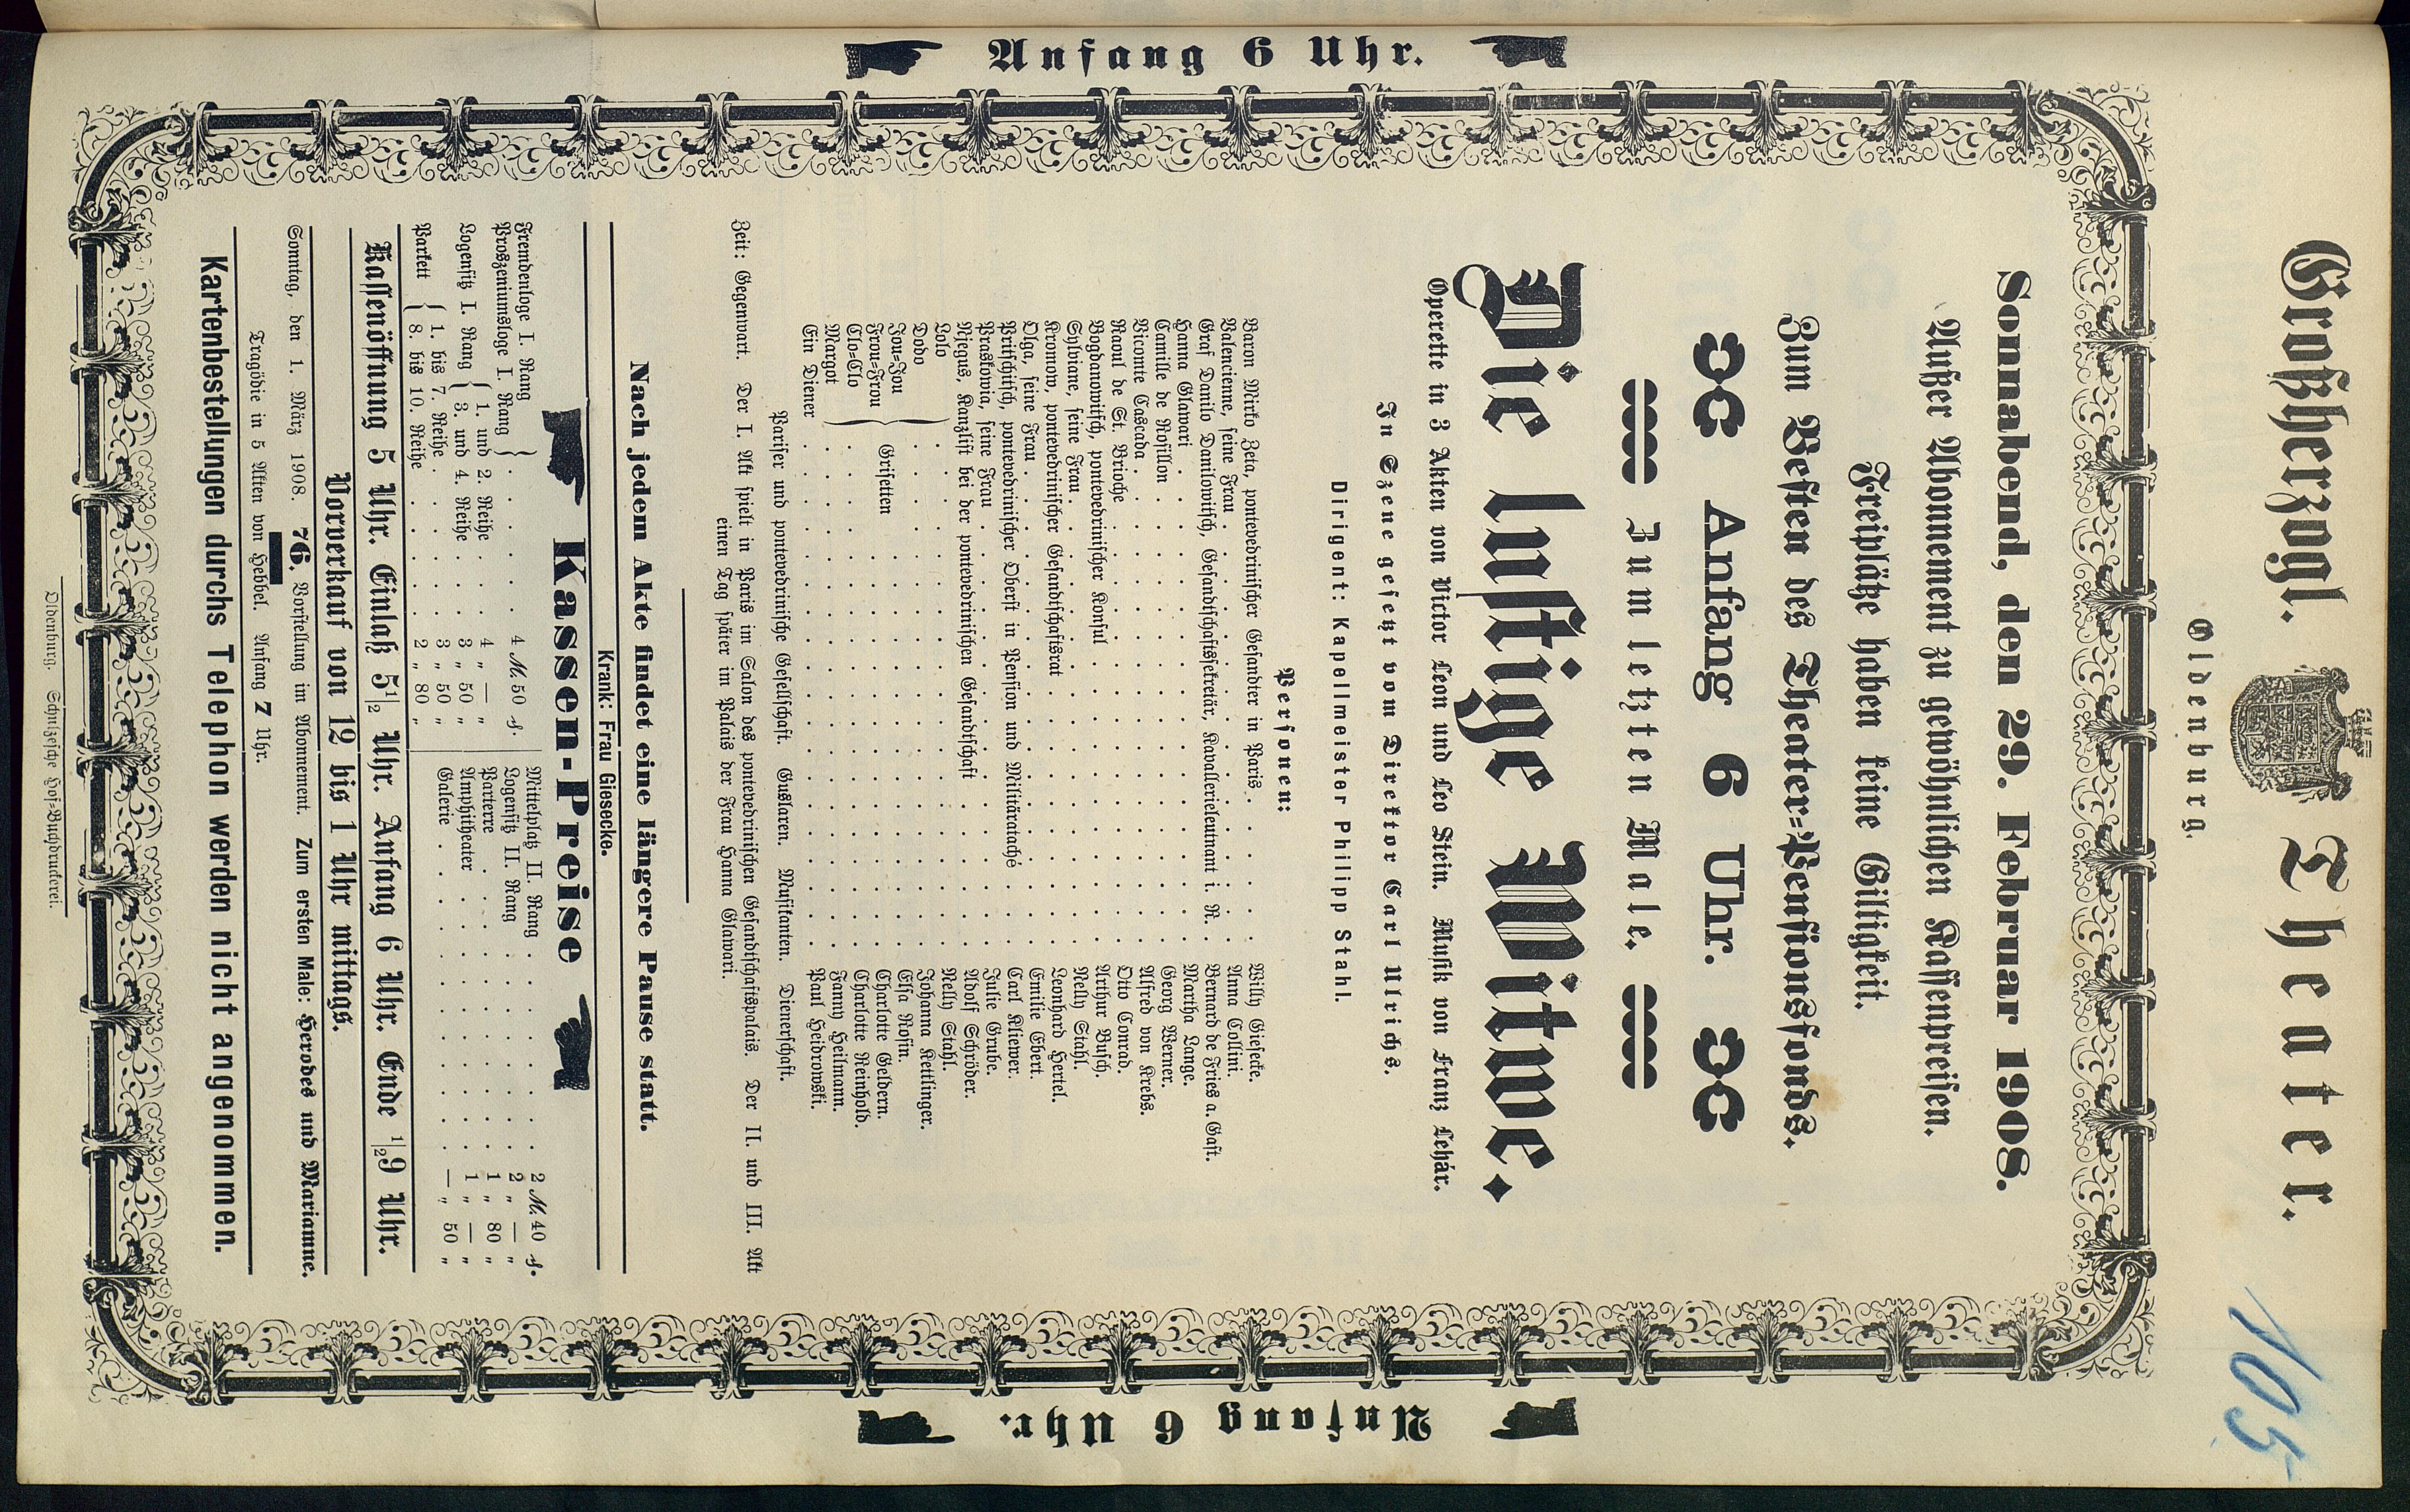 Großherzogl. Theater.
Oldenburg.
105
Sonnabend, den 29. Februar 1908.
Außer Abonnement zu gewöhnlichen Kassenpreisen.
Freiplätze haben keine Giltigkeit.
Zum Besten des Theater=Pensionsfonds.
Anfang 6 Uhr.
Zum letzten Male.
Die lustige Witwe.
Operette in 3 Akten von Victor Leon und Leo Stein. Musik von Franz Lehár.
In Szene gesetzt vom Direktor Carl Ulrichs.
Dirigent: Kapellmeister Philipp Stahl.
Personen:
Baron Mirko Zeta, pontevedrinischer Gesandter in Paris . . . . . . Willy Giesecke.
Valencienne, seine Frau . . . . . . Anna Collini.
Graf Danilo Danilowitsch, Gesandtschaftssekretär, Kavallerieleutnant i. R. . . Bernard de Fries a. Gast.
Hanna Glawari . . . . . . Martha Lange.
Camille de Rosillon . . . . . . Georg Werner.
Vicomte Cascada . . . . . . Alfred von Krebs.
Raoul de St. Brioche . . . . . . Otto Conrad.
Bogdanowitsch, pontevedrinischer Konsul . . . . . . Arthur Busch.
Sylviane, seine Frau . . . . . . Nelly Stahl.
Kromow, pontevedrinischer Gesandtschaftsrat . . . . . . Leonhard Hertel.
Olga, seine Frau . . . . . . Emilie Ebert.
Pritschitsch, pontevedrinischer Oberst in Pension und Militärataché . . . Carl Kliewer.
Praskowia, seine Frau . . . . . . Julie Grube.
Njegus, Kanzlist bei der pontevedrinischen Gesandtschaft . . . . . . Adolf Schröder.
Lolo . . . . . . Nelly Stahl.
Dodo . . . . . . Johanna Kettlinger.
Jou=Jou . . . . . . Elsa Rosin.
Grisetten
Frou=Frou . . . . . . Charlotte Geldern.
Clo=Clo . . . . . . Charlotte Reinhold.
Margot . . . . . . Fanny Heilmann.
Ein Diener . . . . . . Paul Heidrowski.
Pariser und pontevedrinische Gesellschaft. Guslaren. Musikanten. Dienerschaft.
Zeit: Gegenwart. Der I. Akt spielt in Paris im Salon des pontevedrinischen Gesandtschaftspalais. Der II. und III. Akt
einen Tag später im Palais der Frau Hanna Glawari.
Nach jedem Akte findet eine längere Pause statt.
Krank: Frau Giesecke.
Kassen-Preise
Fremdenloge I. Rang
Proszeniumsloge I. Rang } . . . . 4 M. 50 ₰.
Logensitz I. Rang { 1. und 2. Reihe . . 4 „ — „
3. und 4. Reihe . . 3 „ 50 „
Parkett { 1. bis 7. Reihe . . . 3 „ 50 „
8. bis 10. Reihe . . . 2 „ 80 „
Mittelplatz II. Rang . . . . 2 M. 40 ₰.
Logensitz II. Rang . . . . 2 „ — „
Parterre . . . . 1 „ 80 „
Amphitheater . . . . 1 „ — „
Galerie . . . . — „ 50 „
Kassenöffnung 5 Uhr. Einlaß 5½ Uhr. Anfang 6 Uhr. Ende ½9 Uhr.
Vorverkauf von 12 bis 1 Uhr mittags.
Sonntag, den 1. März 1908. 76. Vorstellung im Abonnement. Zum ersten Male: Herodes und Mariamne.
Tragödie in 5 Akten von Hebbel. Anfang 7 Uhr.
Kartenbestellungen durchs Telephon werden nicht angenommen.
Oldenburg. Schulzesche Hof=Buchdruckerei.
Anfang 6 Uhr.
Anfang 6 Uhr.